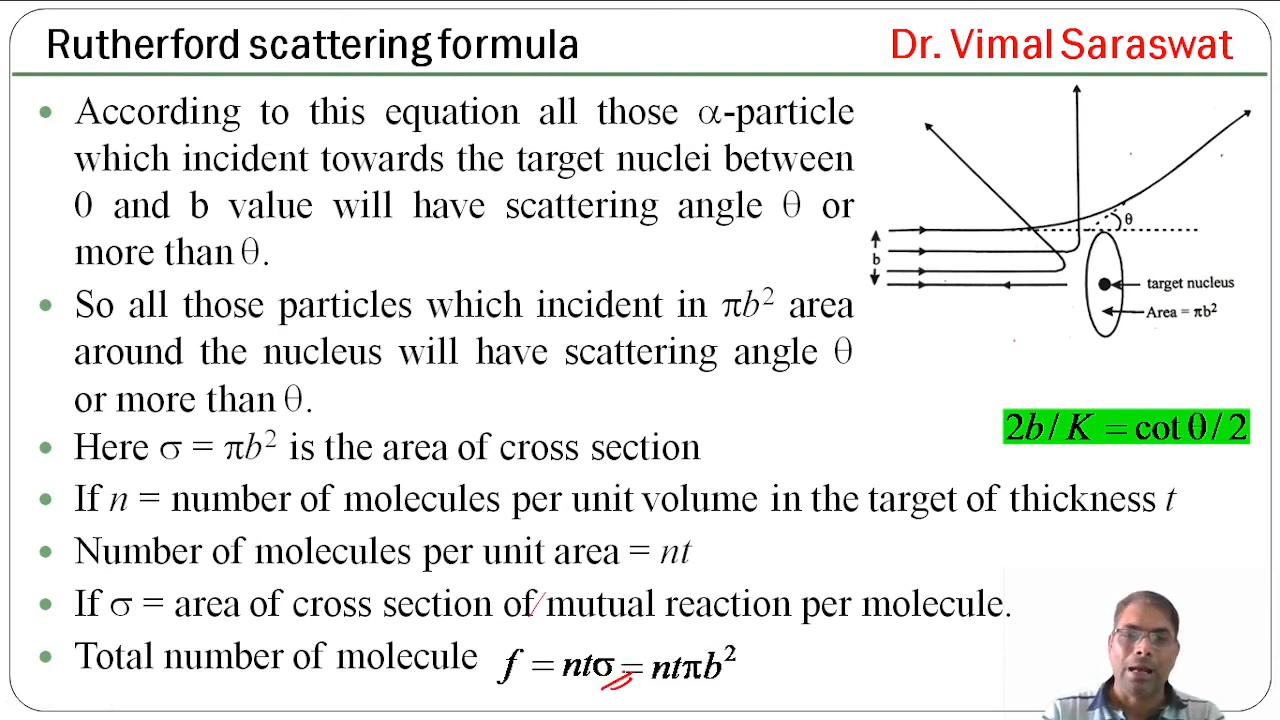 Rutherford scattering formula
Dr. Vimal Saraswat
• According to this equation all those α-particle
which incident towards the target nuclei between
0 and b value will have scattering angle θ or
more than θ.
• So all those particles which incident in πb² area
around the nucleus will have scattering angle θ
or more than θ.
• Here σ = πb² is the area of cross section
• If n = number of molecules per unit volume in the target of thickness t
• Number of molecules per unit area = nt
• If σ = area of cross section of mutual reaction per molecule.
• Total number of molecule f = ntσ = ntπb²
θ
b
target nucleus
Area = πb²
2b / K = cot θ / 2